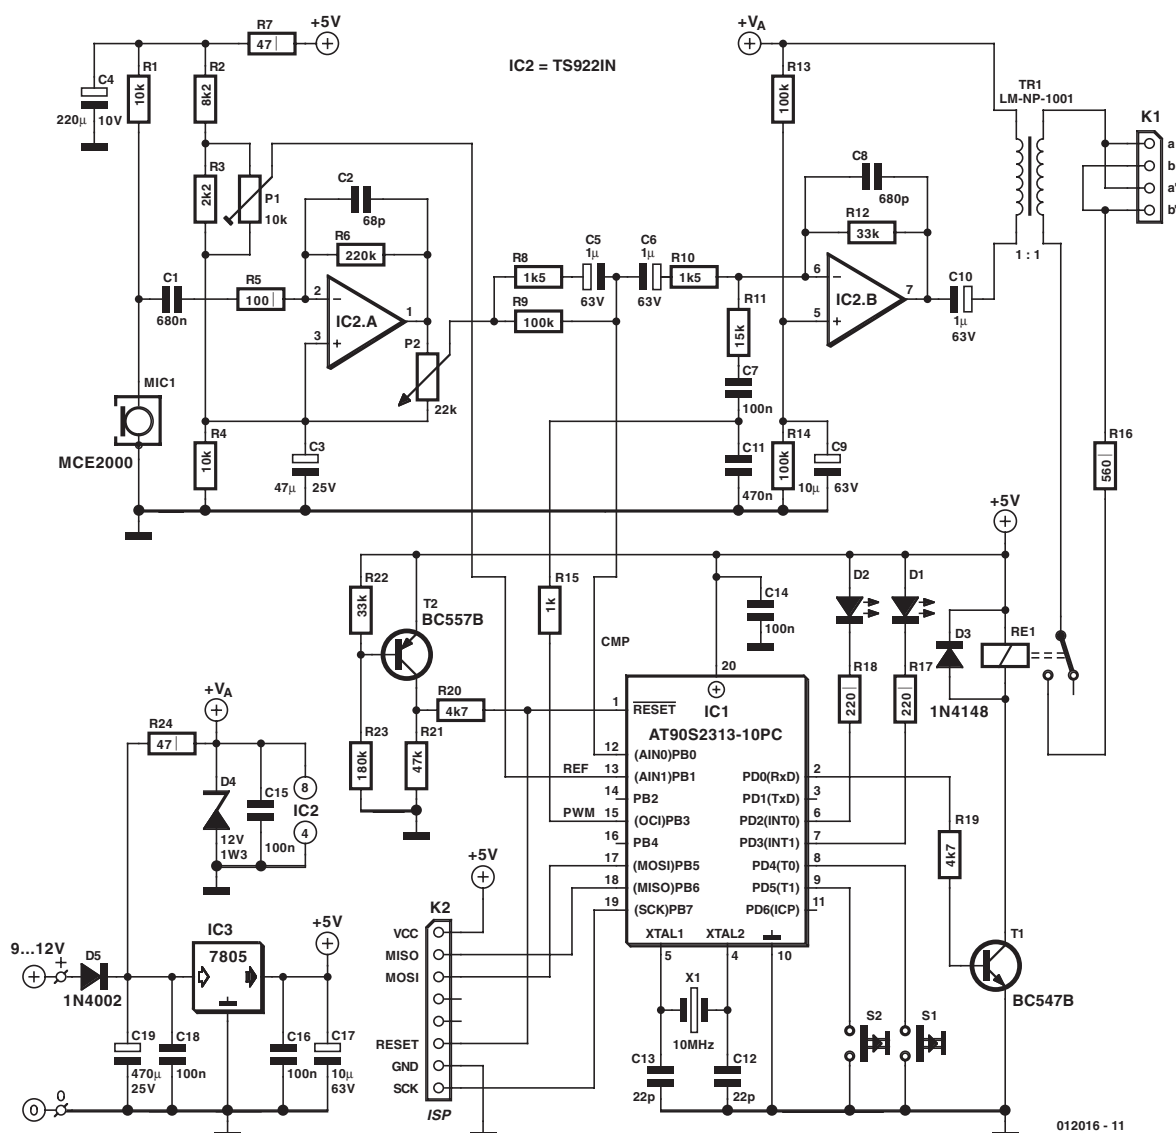 +5V
R7
47
C4
220µ
10V
R1
10k
R2
8k2
R3
2k2
P1
10k
R4
10k
C1
680n
R5
100
C2
68p
R6
220k
2
3
1
IC2.A
P2
22k
C3
47µ
25V
MIC1
MCE2000
IC2 = TS922IN
R8
1k5
R9
100k
C5
1µ
63V
C6
1µ
63V
R10
1k5
R11
15k
C7
100n
C11
470n
+VA
R13
100k
R14
100k
C9
10µ
63V
C8
680p
R12
33k
6
5
7
IC2.B
C10
1µ
63V
TR1
LM-NP-1001
1 : 1
K1
a
b
a'
b'
R16
560
+5V
R22
33k
T2
BC557B
R23
180k
R21
47k
R20
4k7
R15
1k
CMP
REF
PWM
C14
100n
D2
D1
R18
220
R17
220
D3
1N4148
RE1
20
IC1
AT90S2313-10PC
1
RESET
12
(AIN0)PB0
13
(AIN1)PB1
14
PB2
15
(OCI)PB3
16
PB4
17
(MOSI)PB5
18
(MISO)PB6
19
(SCK)PB7
PD0(RxD)
2
PD1(TxD)
3
PD2(INT0)
6
PD3(INT1)
7
PD4(T0)
8
PD5(T1)
9
PD6(ICP)
11
XTAL1
XTAL2
5
4
10
X1
10MHz
C13
22p
C12
22p
R19
4k7
T1
BC547B
S2
S1
+VA
R24
47
D4
12V
1W3
C15
100n
8
IC2
4
9...12V
+
D5
1N4002
IC3
7805
+5V
C19
470µ
25V
C18
100n
C16
100n
C17
10µ
63V
0
0
+5V
K2
VCC
MISO
MOSI
RESET
GND
SCK
ISP
012016 - 11